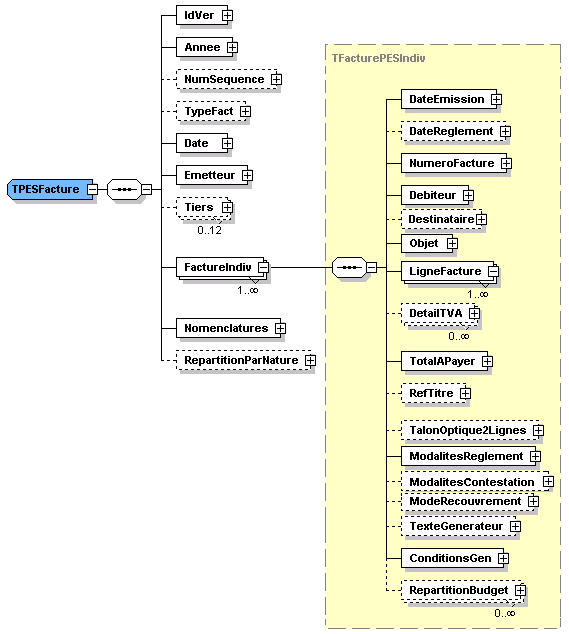 TPESFacture
IdVer
Annee
NumSequence
TypeFact
Date
Emetteur
Tiers
0..12
FactureIndiv
1..∞
Nomenclatures
RepartitionParNature
TFacturePESIndiv
DateEmission
DateReglement
NumeroFacture
Debiteur
Destinataire
Objet
LigneFacture
1..∞
DetailTVA
0..∞
TotalAPayer
RefTitre
TalonOptique2Lignes
ModalitesReglement
ModalitesContestation
ModeRecouvrement
TexteGenerateur
ConditionsGen
RepartitionBudget
0..∞